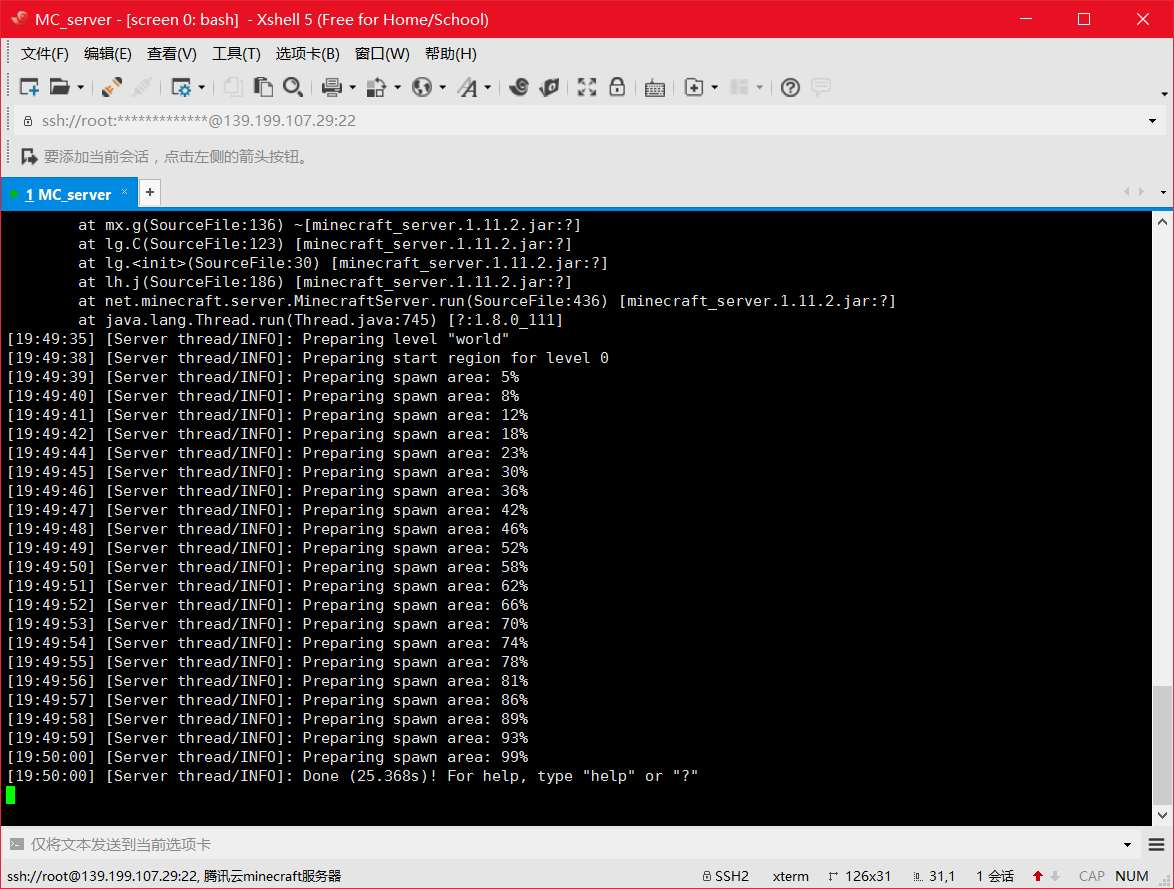 MC_server - [screen 0: bash] - Xshell 5 (Free for Home/School)
文件(F) 编辑(E) 查看(V) 工具(T) 选项卡(B) 窗口(W) 帮助(H)
ssh://root:*************@139.199.107.29:22
要添加当前会话，点击左侧的箭头按钮。
1 MC_server × +
at mx.g(SourceFile:136) ~[minecraft_server.1.11.2.jar:?]
at lg.C(SourceFile:123) [minecraft_server.1.11.2.jar:?]
at lg.<init>(SourceFile:30) [minecraft_server.1.11.2.jar:?]
at lh.j(SourceFile:186) [minecraft_server.1.11.2.jar:?]
at net.minecraft.server.MinecraftServer.run(SourceFile:436) [minecraft_server.1.11.2.jar:?]
at java.lang.Thread.run(Thread.java:745) [?:1.8.0_111]
[19:49:35] [Server thread/INFO]: Preparing level "world"
[19:49:38] [Server thread/INFO]: Preparing start region for level 0
[19:49:39] [Server thread/INFO]: Preparing spawn area: 5%
[19:49:40] [Server thread/INFO]: Preparing spawn area: 8%
[19:49:41] [Server thread/INFO]: Preparing spawn area: 12%
[19:49:42] [Server thread/INFO]: Preparing spawn area: 18%
[19:49:44] [Server thread/INFO]: Preparing spawn area: 23%
[19:49:45] [Server thread/INFO]: Preparing spawn area: 30%
[19:49:46] [Server thread/INFO]: Preparing spawn area: 36%
[19:49:47] [Server thread/INFO]: Preparing spawn area: 42%
[19:49:48] [Server thread/INFO]: Preparing spawn area: 46%
[19:49:49] [Server thread/INFO]: Preparing spawn area: 52%
[19:49:50] [Server thread/INFO]: Preparing spawn area: 58%
[19:49:51] [Server thread/INFO]: Preparing spawn area: 62%
[19:49:52] [Server thread/INFO]: Preparing spawn area: 66%
[19:49:53] [Server thread/INFO]: Preparing spawn area: 70%
[19:49:54] [Server thread/INFO]: Preparing spawn area: 74%
[19:49:55] [Server thread/INFO]: Preparing spawn area: 78%
[19:49:56] [Server thread/INFO]: Preparing spawn area: 81%
[19:49:57] [Server thread/INFO]: Preparing spawn area: 86%
[19:49:58] [Server thread/INFO]: Preparing spawn area: 89%
[19:49:59] [Server thread/INFO]: Preparing spawn area: 93%
[19:50:00] [Server thread/INFO]: Preparing spawn area: 99%
[19:50:00] [Server thread/INFO]: Done (25.368s)! For help, type "help" or "?"
仅将文本发送到当前选项卡
ssh://root@139.199.107.29:22, 腾讯云minecraft服务器 SSH2 xterm 126x31 31,1 1 会话 CAP NUM